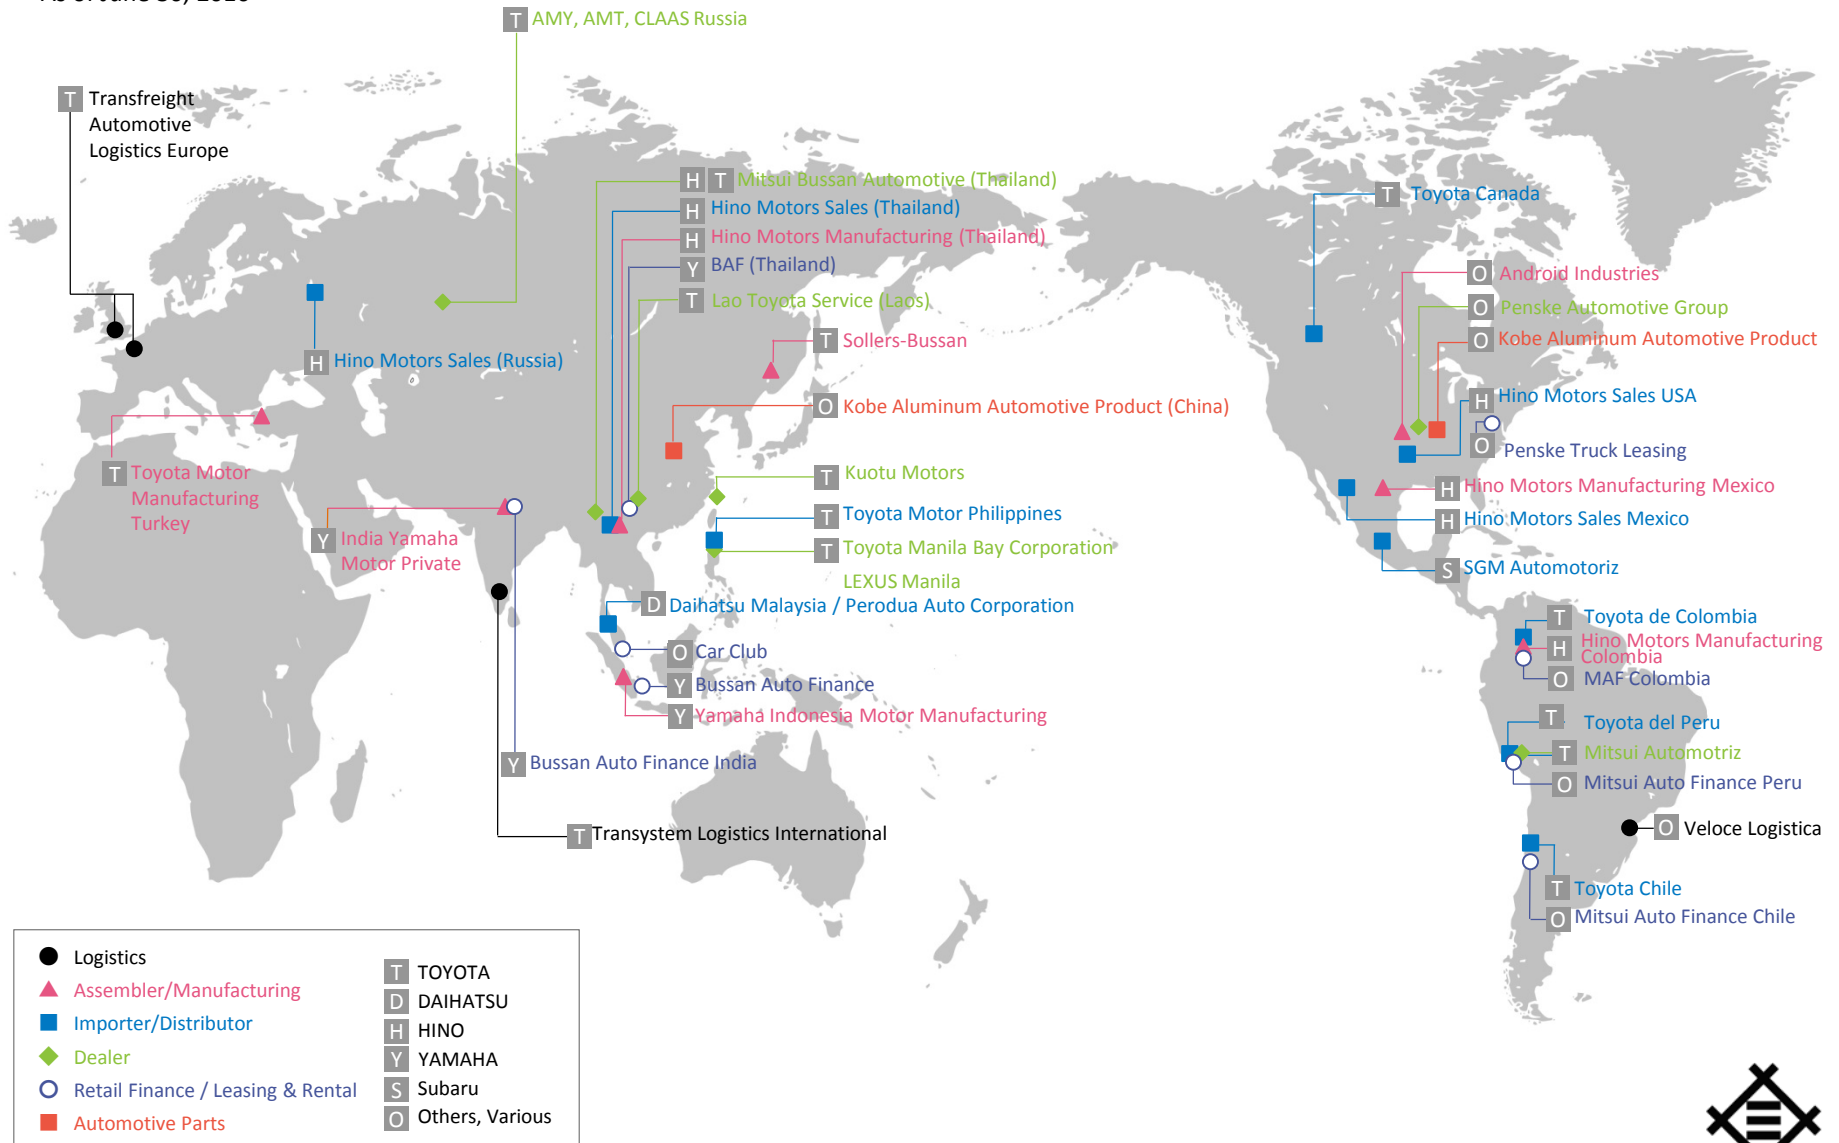 T AMY, AMT, CLAAS Russia
T Transfreight
Automotive
Logistics Europe
H T Mitsui Bussan Automotive (Thailand)
H Hino Motors Sales (Thailand)
H Hino Motors Manufacturing (Thailand)
Y BAF (Thailand)
T Lao Toyota Service (Laos)
T Sollers-Bussan
H Hino Motors Sales (Russia)
O Kobe Aluminum Automotive Product (China)
T Toyota Motor
Manufacturing
Turkey
T Kuotu Motors
Y India Yamaha
Motor Private
T Toyota Motor Philippines
T Toyota Manila Bay Corporation
LEXUS Manila
D Daihatsu Malaysia / Perodua Auto Corporation
O Car Club
Y Bussan Auto Finance
Y Yamaha Indonesia Motor Manufacturing
Y Bussan Auto Finance India
T Transystem Logistics International
T Toyota Canada
O Android Industries
O Penske Automotive Group
O Kobe Aluminum Automotive Product
H Hino Motors Sales USA
O Penske Truck Leasing
H Hino Motors Manufacturing Mexico
H Hino Motors Sales Mexico
S SGM Automotoriz
T Toyota de Colombia
H Hino Motors Manufacturing
Colombia
O MAF Colombia
T Toyota del Peru
T Mitsui Automotriz
O Mitsui Auto Finance Peru
O Veloce Logistica
T Toyota Chile
O Mitsui Auto Finance Chile
Logistics
Assembler/Manufacturing
Importer/Distributor
Dealer
Retail Finance / Leasing & Rental
Automotive Parts
T TOYOTA
D DAIHATSU
H HINO
Y YAMAHA
S Subaru
O Others, Various